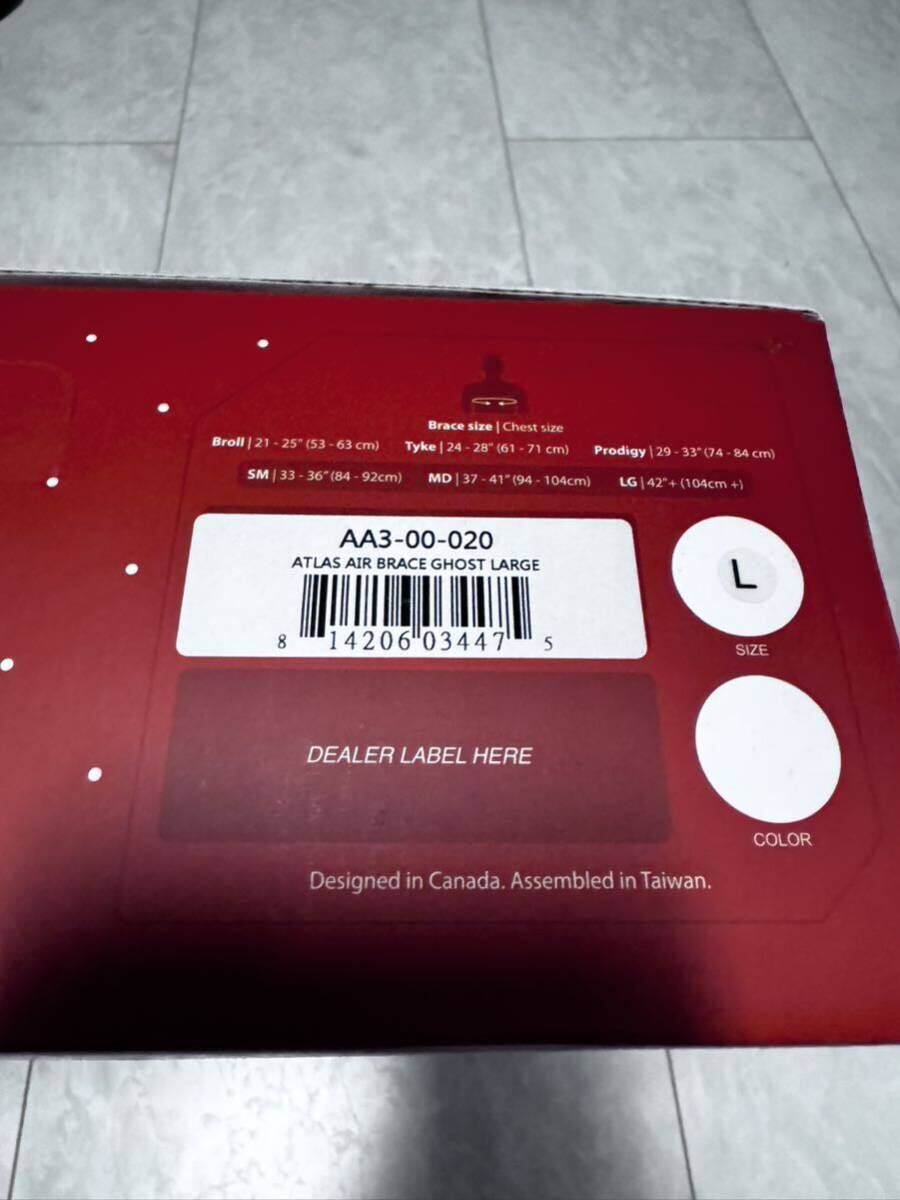 Brace size | Chest size
Broll | 21 - 25" (53 - 63 cm) Tyke | 24 - 28" (61 - 71 cm) Prodigy | 29 - 33" (74 - 84 cm)
SM | 33 - 36" (84 - 92cm) MD | 37 - 41" (94 - 104cm) LG | 42"+ (104cm +)
AA3-00-020
ATLAS AIR BRACE GHOST LARGE
8 14206 03447 5
L
SIZE
DEALER LABEL HERE
COLOR
Designed in Canada. Assembled in Taiwan.